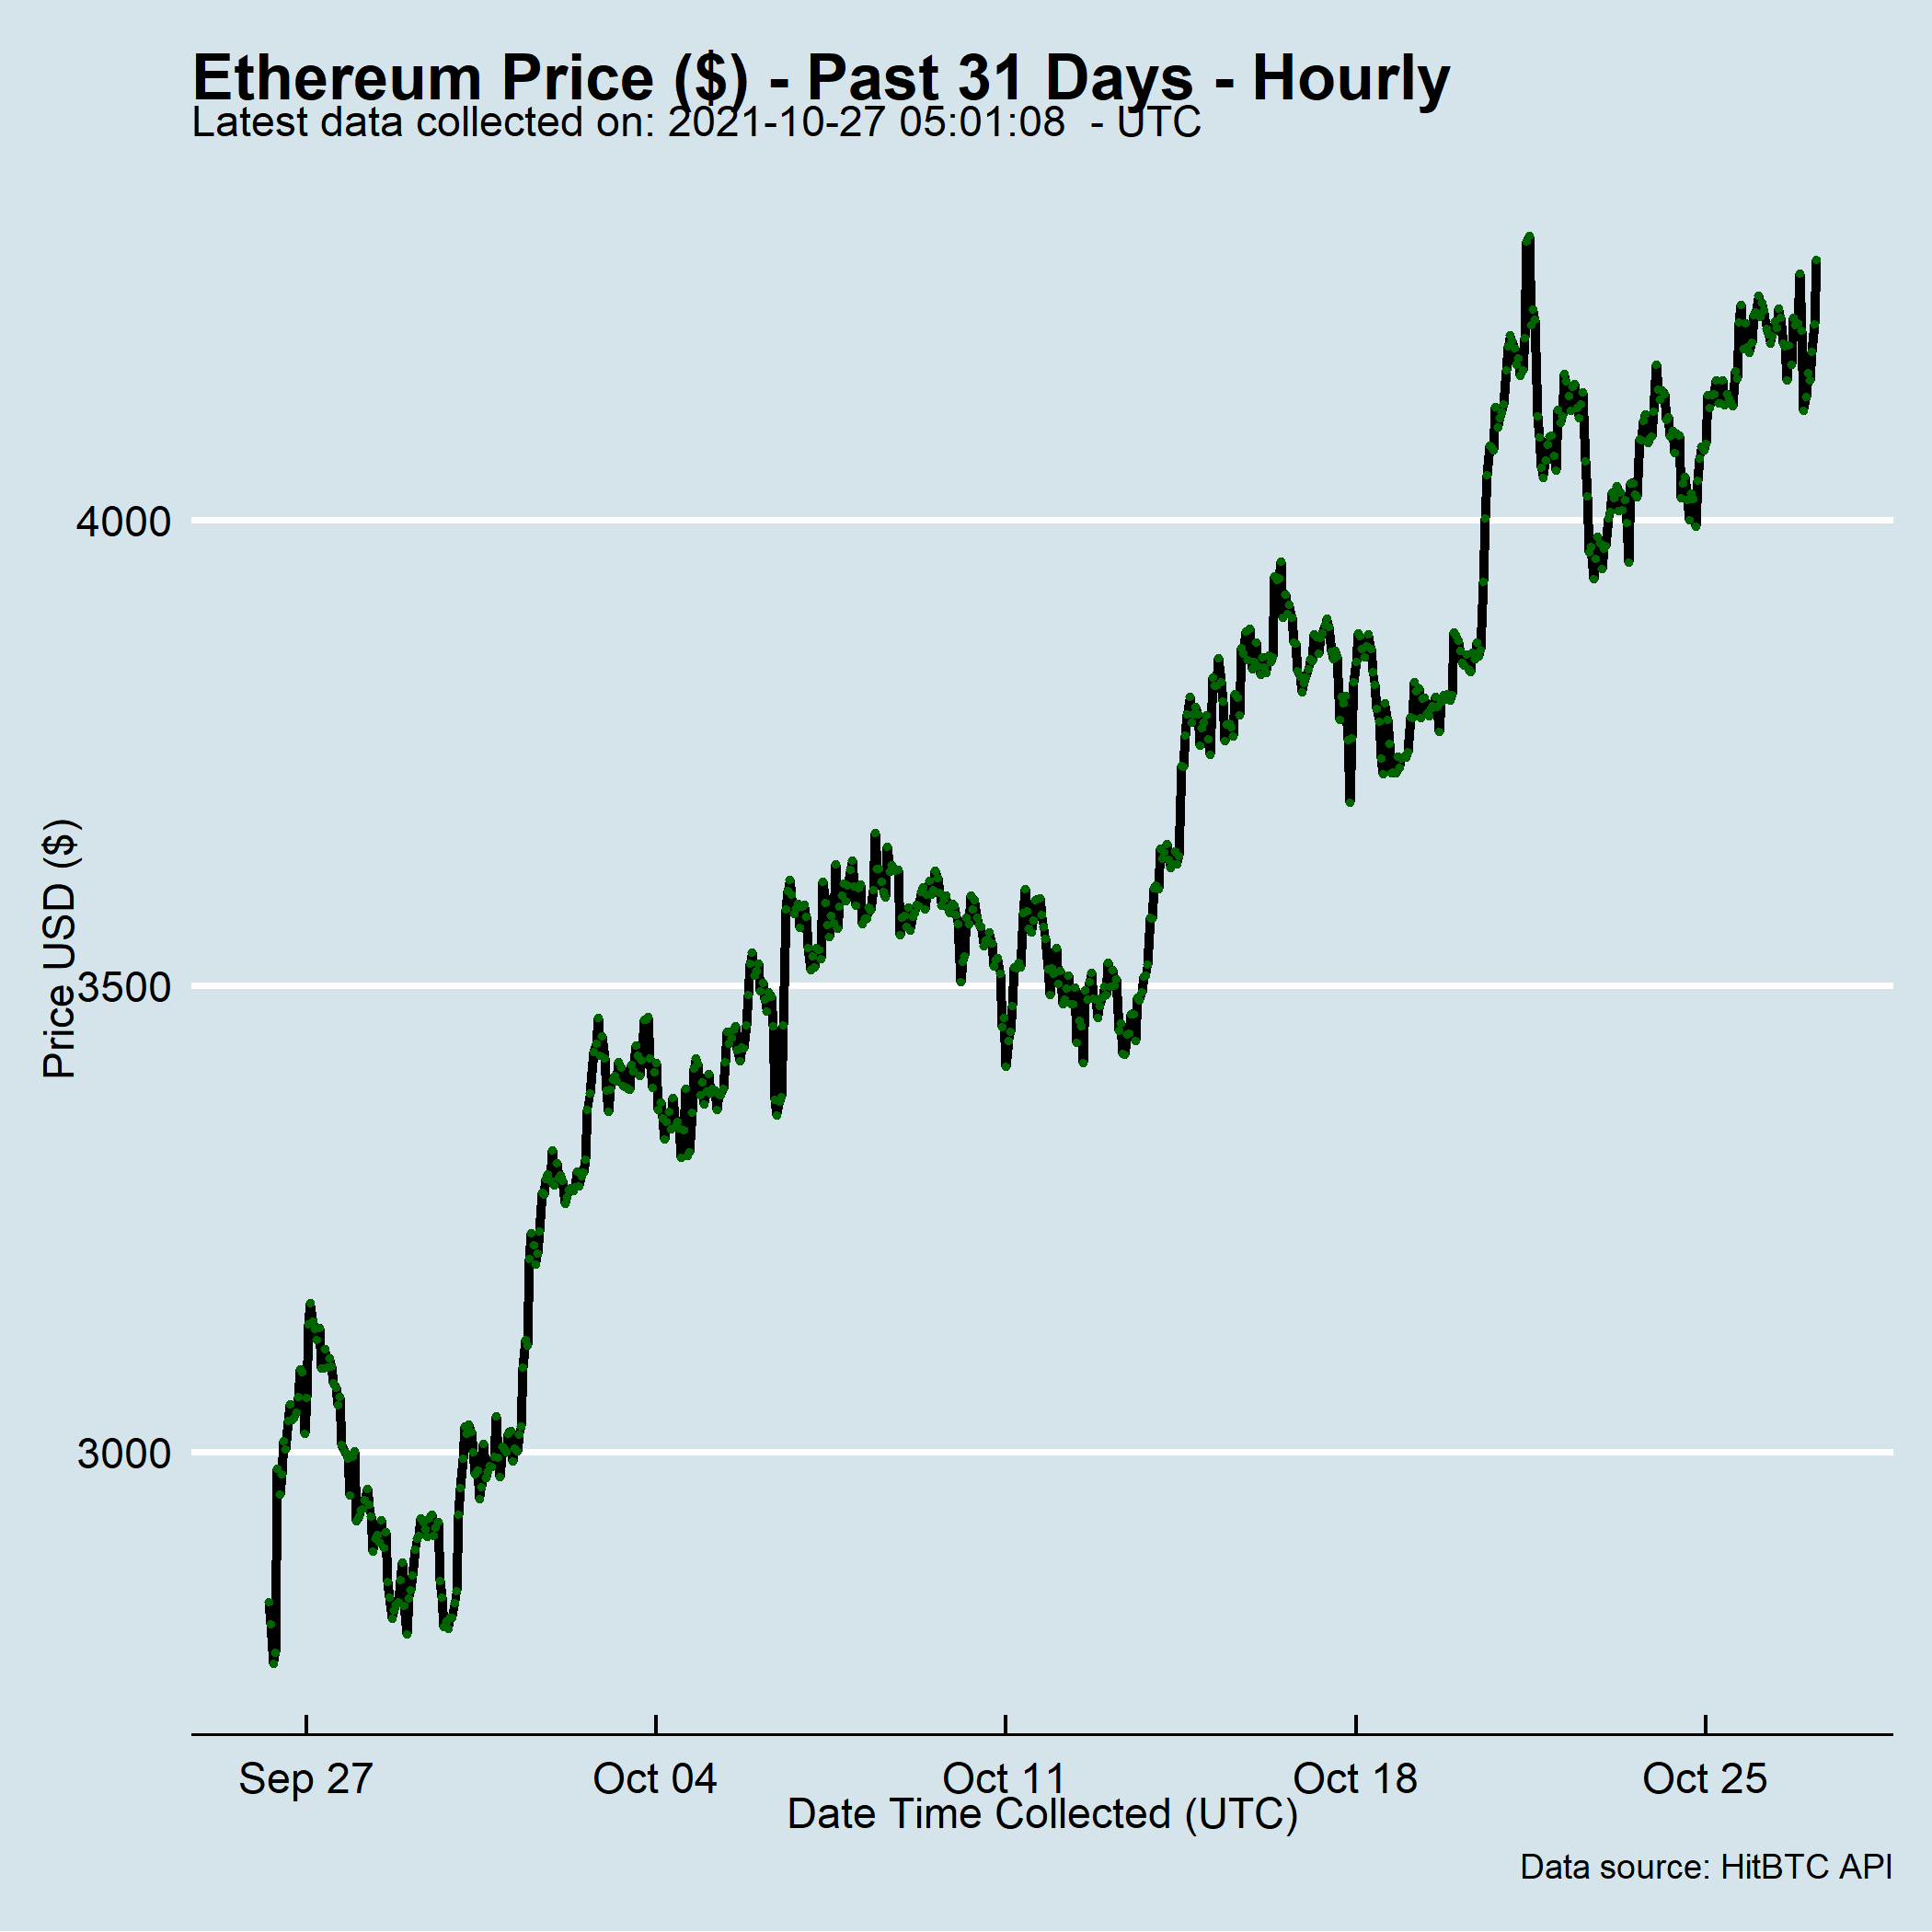 Ethereum Price ($) - Past 31 Days - Hourly
Latest data collected on: 2021-10-27 05:01:08  - UTC
Price USD ($)
4000
3500
3000
Sep 27
Oct 04
Oct 11
Oct 18
Oct 25
Date Time Collected (UTC)
Data source: HitBTC API